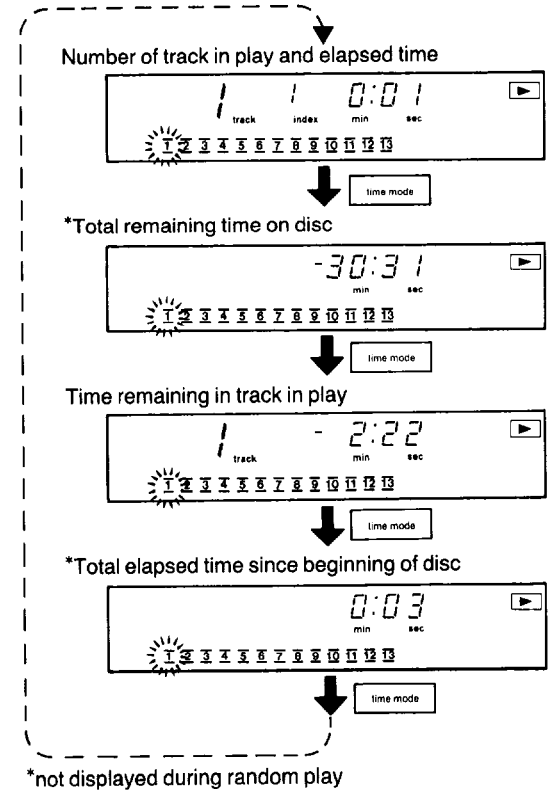 Number of track in play and elapsed time
1 1 0:01
track index min sec
1 2 3 4 5 6 7 8 9 10 11 12 13
time mode
*Total remaining time on disc
-30:31
min sec
1 2 3 4 5 6 7 8 9 10 11 12 13
time mode
Time remaining in track in play
1 - 2:22
track min sec
1 2 3 4 5 6 7 8 9 10 11 12 13
time mode
*Total elapsed time since beginning of disc
0:03
min sec
1 2 3 4 5 6 7 8 9 10 11 12 13
time mode
*not displayed during random play